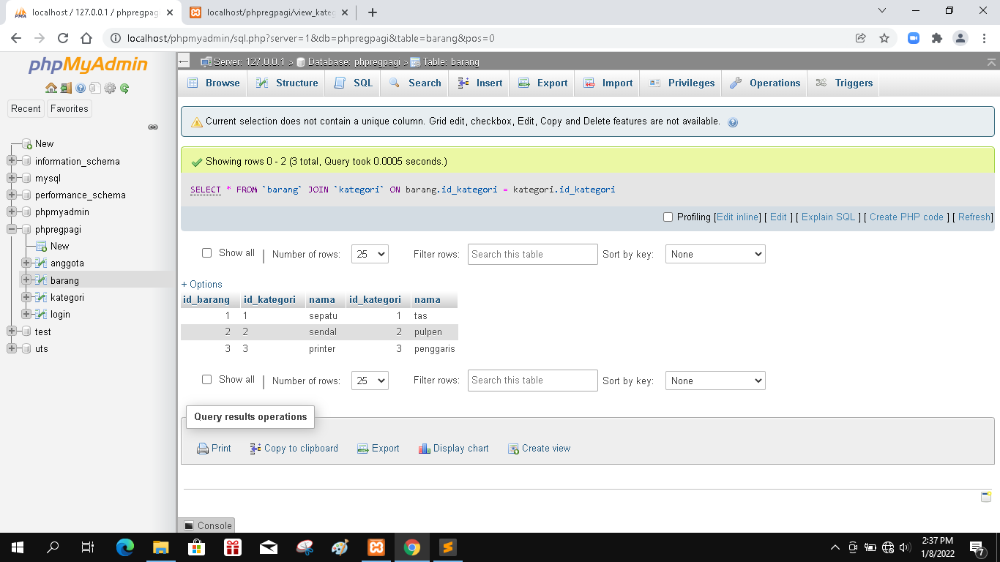 localhost / 127.0.0.1 / phpregpagi
localhost/phpregpagi/view_kateg
localhost/phpmyadmin/sql.php?server=1&db=phpregpagi&table=barang&pos=0
phpMyAdmin
Recent Favorites
New
information_schema
mysql
performance_schema
phpmyadmin
phpregpagi
New
anggota
barang
kategori
login
test
uts
Server: 127.0.0.1 » Database: phpregpagi » Table: barang
Browse Structure SQL Search Insert Export Import Privileges Operations Triggers
Current selection does not contain a unique column. Grid edit, checkbox, Edit, Copy and Delete features are not available.
Showing rows 0 - 2 (3 total, Query took 0.0005 seconds.)
SELECT * FROM `barang` JOIN `kategori` ON barang.id_kategori = kategori.id_kategori
Profiling [Edit inline] [ Edit ] [ Explain SQL ] [ Create PHP code ] [ Refresh]
Show all | Number of rows: 25 Filter rows: Search this table Sort by key: None
+ Options
id_barang id_kategori nama id_kategori nama
1 1 sepatu 1 tas
2 2 sendal 2 pulpen
3 3 printer 3 penggaris
Show all | Number of rows: 25 Filter rows: Search this table Sort by key: None
Query results operations
Print Copy to clipboard Export Display chart Create view
Console
2:37 PM
1/8/2022
7